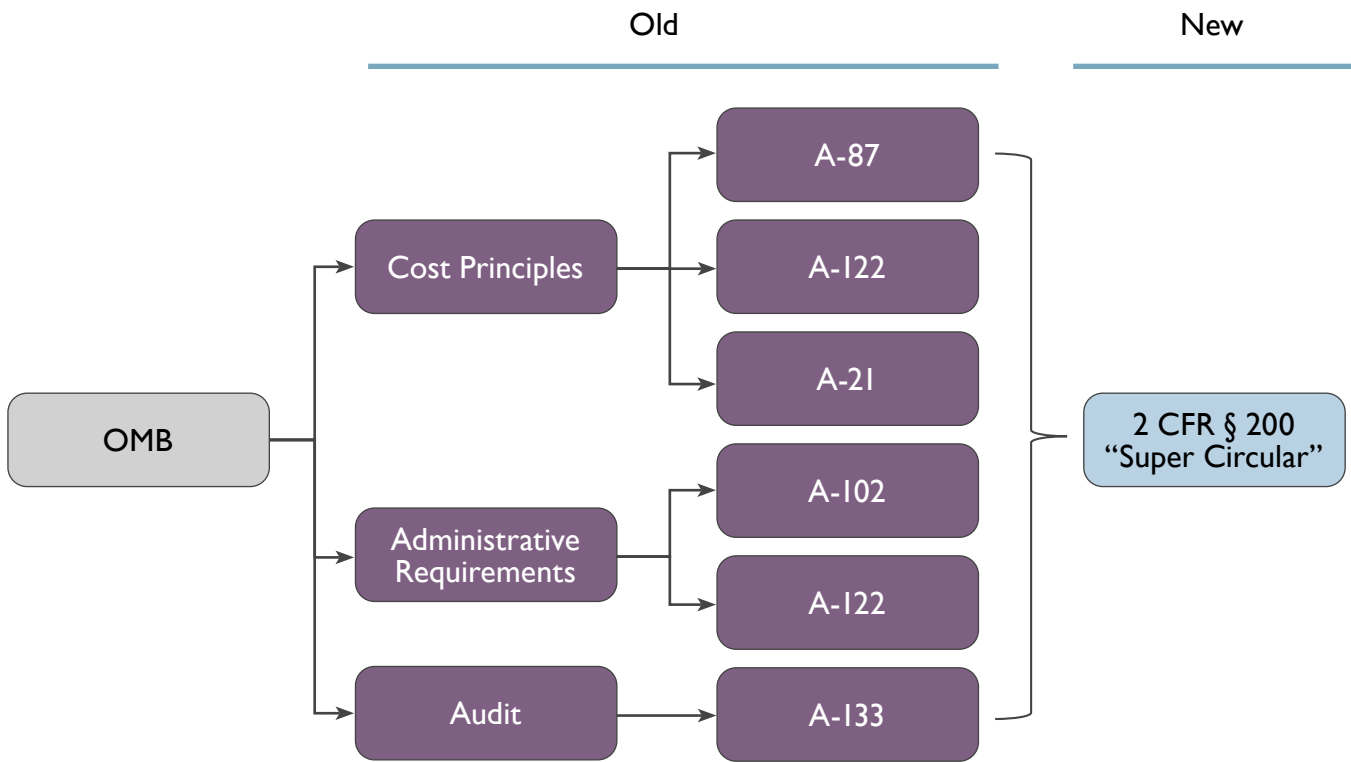 Old
New
A-87
Cost Principles
A-122
A-21
OMB
2 CFR § 200
“Super Circular”
A-102
Administrative
Requirements
A-122
Audit
A-133